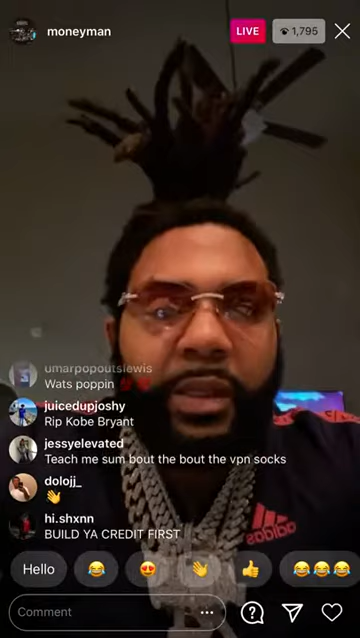 moneyman
LIVE
1,795
umarpopoutslewis
Wats poppin
juicedupjoshy
Rip Kobe Bryant
jessyelevated
Teach me sum bout the bout the vpn socks
dolojj_
👋
hi.shxnn
BUILD YA CREDIT FIRST
adidas
Hello 😂 😍 👋 👍 😂😂😂
Comment